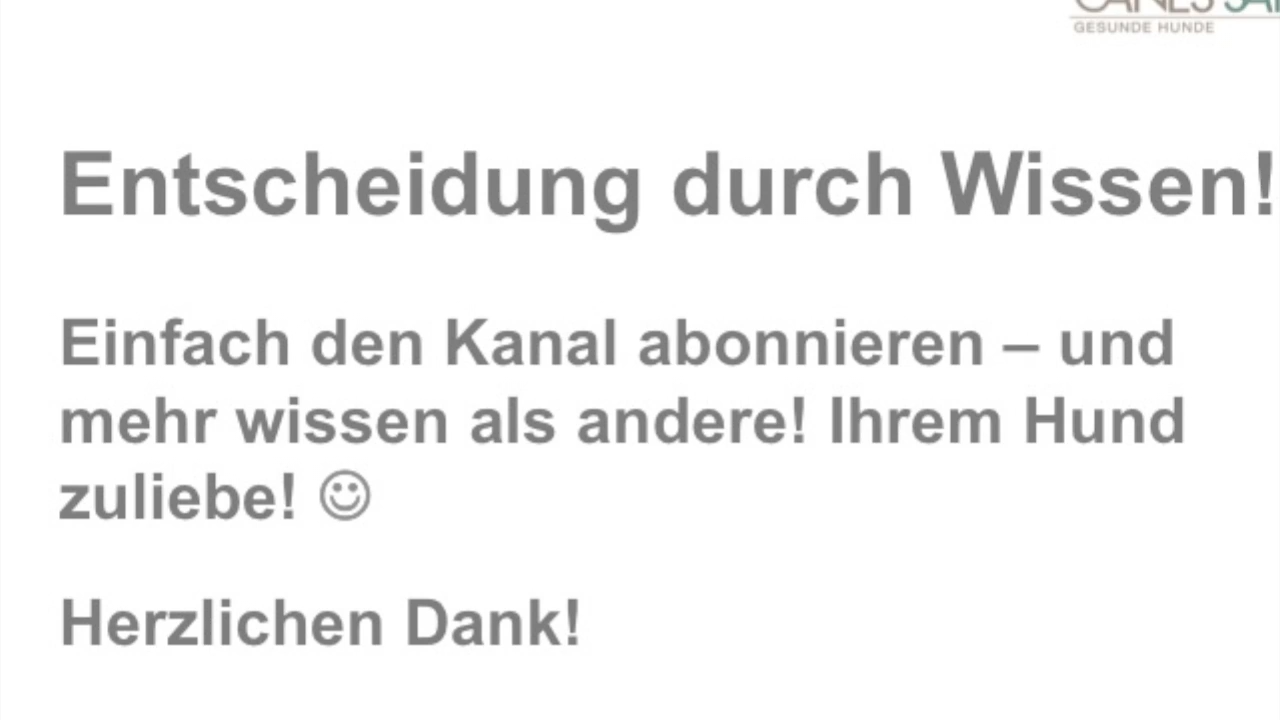 GESUNDE HUNDE
Entscheidung durch Wissen!
Einfach den Kanal abonnieren – und
mehr wissen als andere! Ihrem Hund
zuliebe! ☺
Herzlichen Dank!